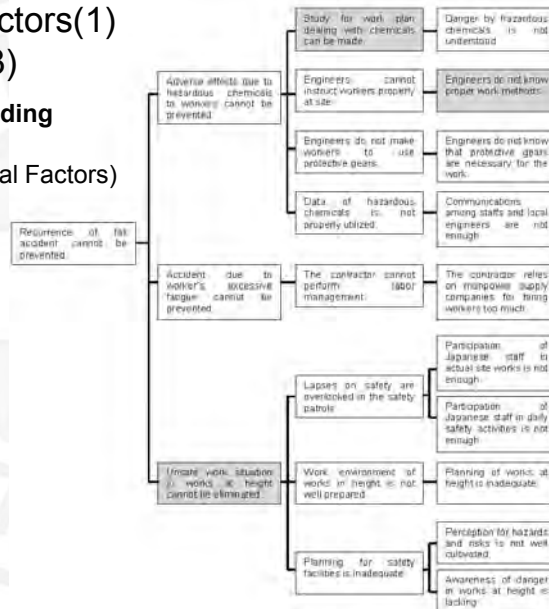 ctors(1)
3)
ding
al Factors)
Recurrence of fall
accident cannot be
prevented.
Adverse effects due to
hazardous chemicals
to workers cannot be
prevented.
Study for work plan
dealing with chemicals
can be made.
Danger by hazardous
chemicals is not
understood
Engineers cannot
instruct workers properly
at site.
Engineers do not know
proper work methods.
Engineers do not make
workers to use
protective gears.
Engineers do not know
that protective gears
are necessary for the
work.
Data of hazardous
chemicals is not
properly utilized.
Communications
among staffs and local
engineers are not
enough.
Accident due to
worker's excessive
fatigue cannot be
prevented.
The contractor cannot
perform labor
management.
The contractor relies
on manpower supply
companies for hiring
workers too much.
Unsafe work situation
in works at height
cannot be eliminated.
Lapses on safety are
overlooked in the safety
patrols
Participation of
Japanese staff in
actual site works is not
enough.
Participation of
Japanese staff in daily
safety activities is not
enough.
Work environment of
works in height is not
well prepared.
Planning of works at
height is inadequate.
Planning for safety
facilities is inadequate
Perception for hazards
and risks is not well
cultivated.
Awareness of danger
in works at height is
lacking.